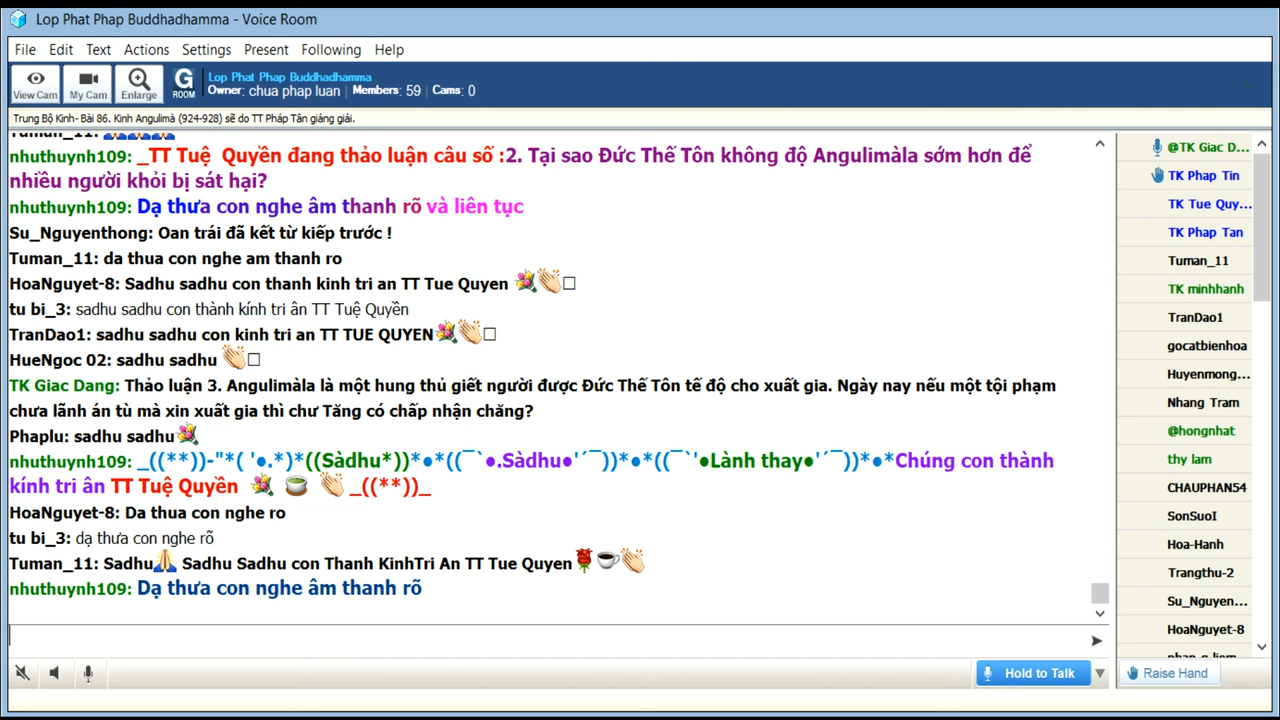 Lop Phat Phap Buddhadhamma - Voice Room
File Edit Text Actions Settings Present Following Help
View Cam My Cam Enlarge G ROOM
Lop Phat Phap Buddhadhamma
Owner: chua phap luan | Members: 59 | Cams: 0
Trung Bộ Kinh- Bài 86. Kinh Angulimà (924-928) sẽ do TT Pháp Tân giảng giải.
Tuman_11:
nhuthuynh109: _TT Tuệ Quyền đang thảo luận câu số :2. Tại sao Đức Thế Tôn không độ Angulimàla sớm hơn để
nhiều người khỏi bị sát hại?
nhuthuynh109: Dạ thưa con nghe âm thanh rõ và liên tục
Su_Nguyenthong: Oan trái đã kết từ kiếp trước !
Tuman_11: da thua con nghe am thanh ro
HoaNguyet-8: Sadhu sadhu con thanh kinh tri an TT Tue Quyen 💐👏□
tu bi_3: sadhu sadhu con thành kính tri ân TT Tuệ Quyền
TranDao1: sadhu sadhu con kinh tri an TT TUE QUYEN💐👏□
HueNgoc 02: sadhu sadhu 👏□
TK Giac Dang: Thảo luận 3. Angulimàla là một hung thủ giết người được Đức Thế Tôn tế độ cho xuất gia. Ngày nay nếu một tội phạm
chưa lãnh án tù mà xin xuất gia thì chư Tăng có chấp nhận chăng?
Phaplu: sadhu sadhu💐
nhuthuynh109: _((**))-"*( '●.*)*((Sàdhu*))*●*((¯`●.Sàdhu●'´¯))*●*((¯`'●Lành thay●'´¯))*●*Chúng con thành
kính tri ân TT Tuệ Quyền 💐 🍵 👏 _((**))_
HoaNguyet-8: Da thua con nghe ro
tu bi_3: dạ thưa con nghe rõ
Tuman_11: Sadhu🙏 Sadhu Sadhu con Thanh KinhTri An TT Tue Quyen🌹☕👏
nhuthuynh109: Dạ thưa con nghe âm thanh rõ
Hold to Talk
@TK Giac D...
TK Phap Tin
TK Tue Quy...
TK Phap Tan
Tuman_11
TK minhhanh
TranDao1
gocatbienhoa
Huyenmong...
Nhang Tram
@hongnhat
thy lam
CHAUPHAN54
SonSuoI
Hoa-Hanh
Trangthu-2
Su_Nguyen...
HoaNguyet-8
Raise Hand